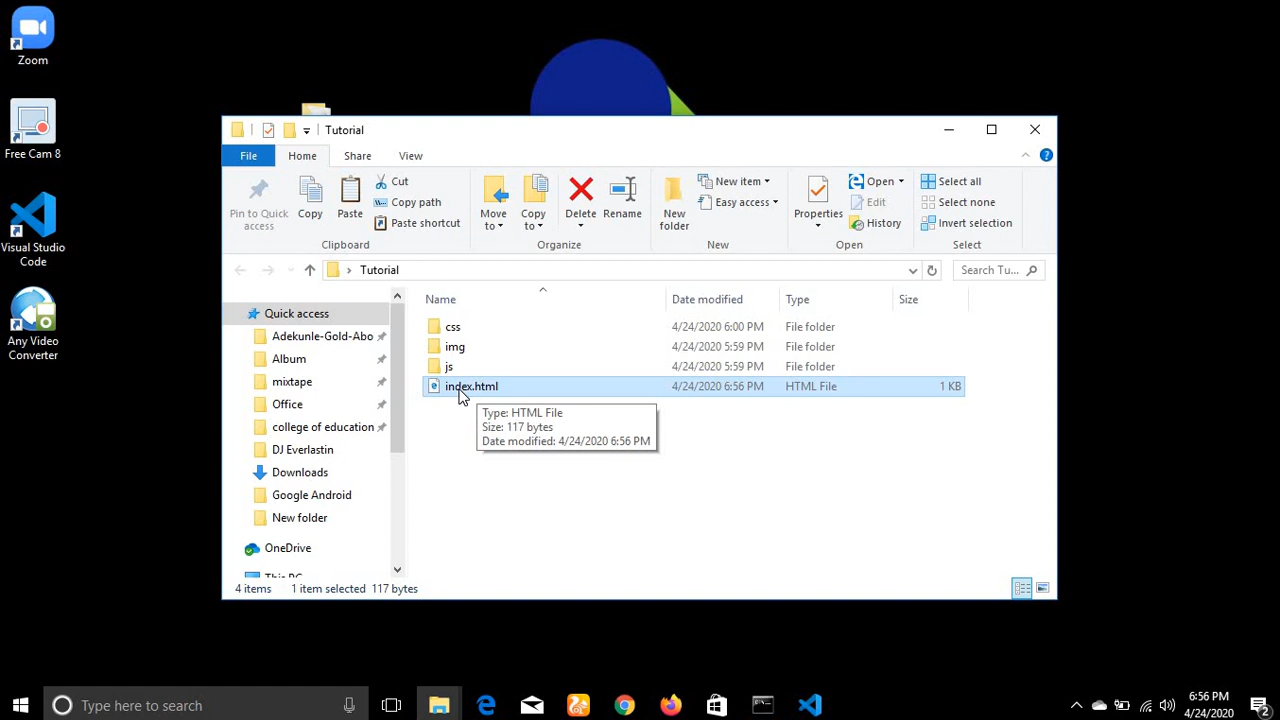 Zoom
Free Cam 8
Visual Studio
Code
Any Video
Converter
Tutorial
File Home Share View
Pin to Quick
access
Copy
Paste
Cut
Copy path
Paste shortcut
Clipboard
Move
to
Copy
to
Delete
Rename
Organize
New
folder
New item
Easy access
New
Properties
Open
Edit
History
Open
Select all
Select none
Invert selection
Select
Tutorial
Search Tu...
Quick access
Adekunle-Gold-Abo
Album
mixtape
Office
college of education
DJ Everlastin
Downloads
Google Android
New folder
OneDrive
This PC
Name Date modified Type Size
css 4/24/2020 6:00 PM File folder
img 4/24/2020 5:59 PM File folder
js 4/24/2020 5:59 PM File folder
index.html 4/24/2020 6:56 PM HTML File 1 KB
Type: HTML File
Size: 117 bytes
Date modified: 4/24/2020 6:56 PM
4 items 1 item selected 117 bytes
Type here to search
6:56 PM
4/24/2020
2